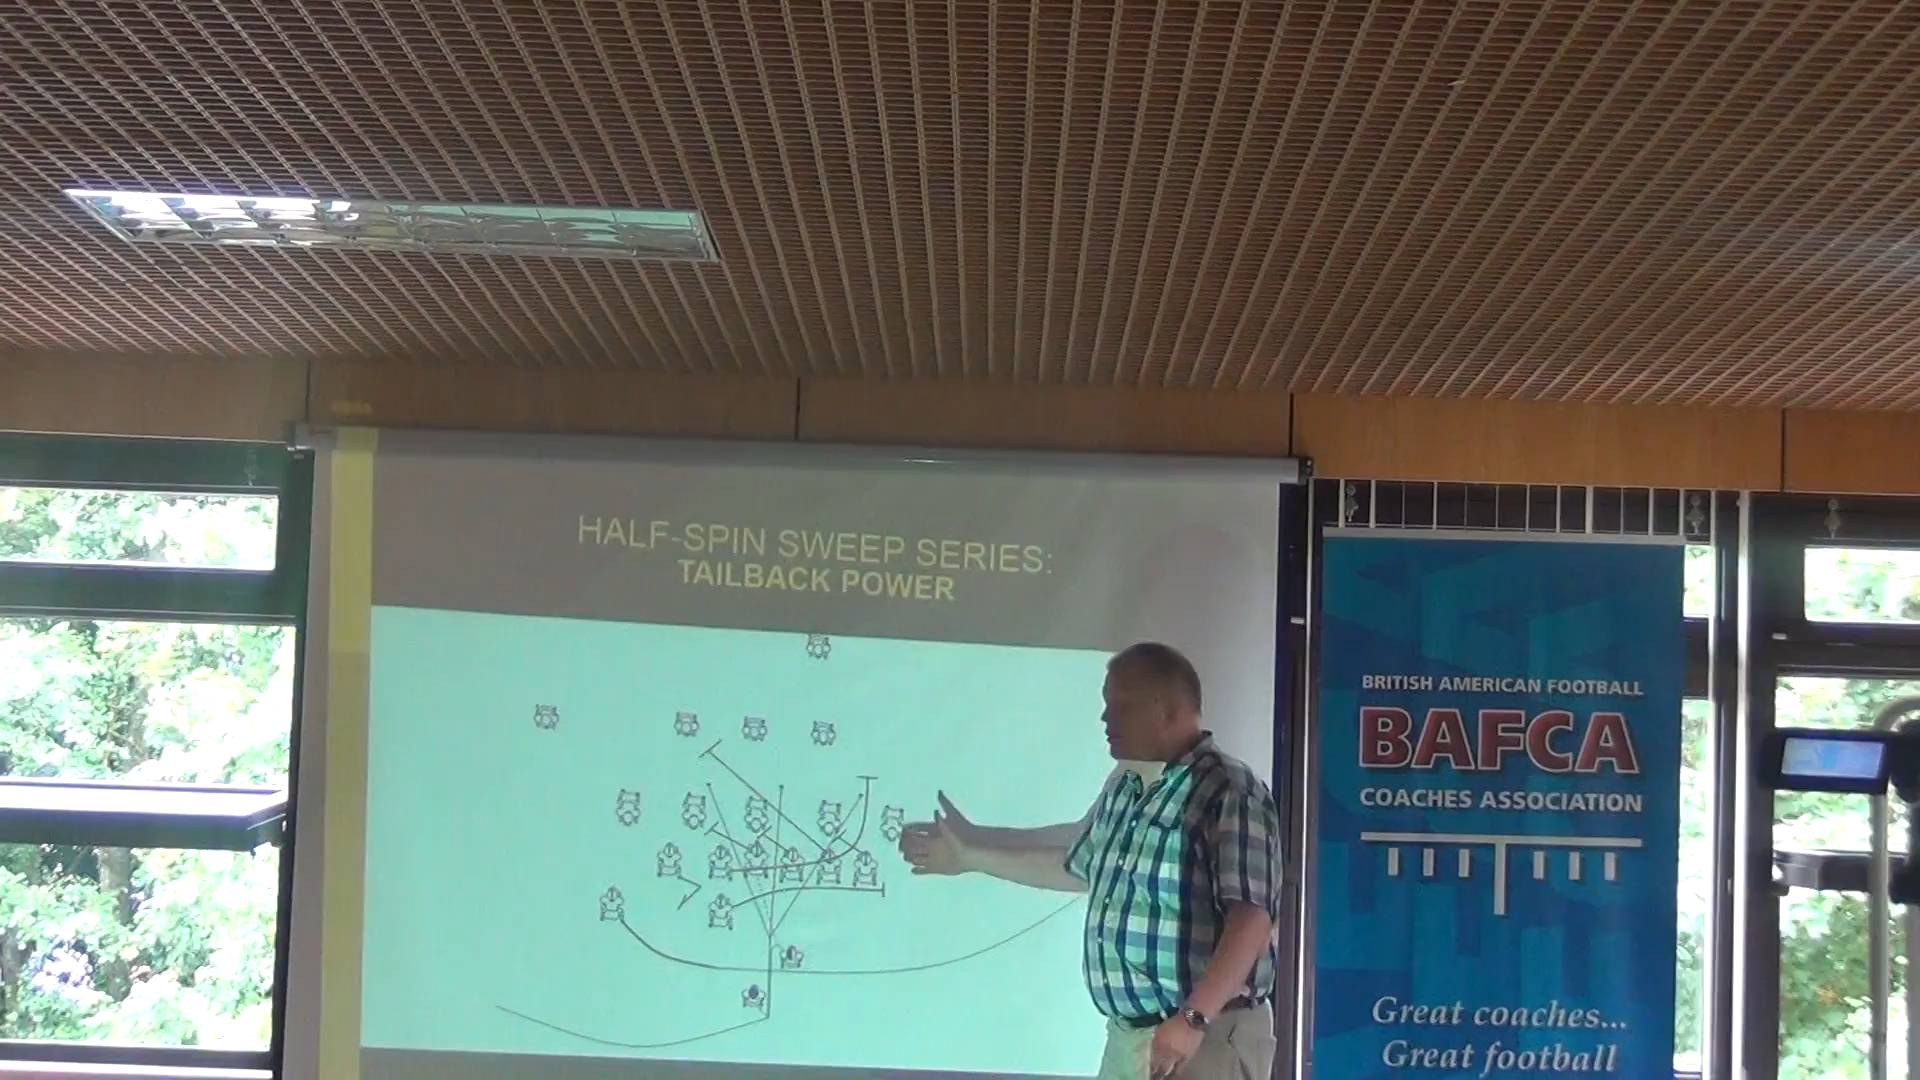 HALF-SPIN SWEEP SERIES:
TAILBACK POWER
BRITISH AMERICAN FOOTBALL
BAFCA
COACHES ASSOCIATION
Great coaches...
Great football